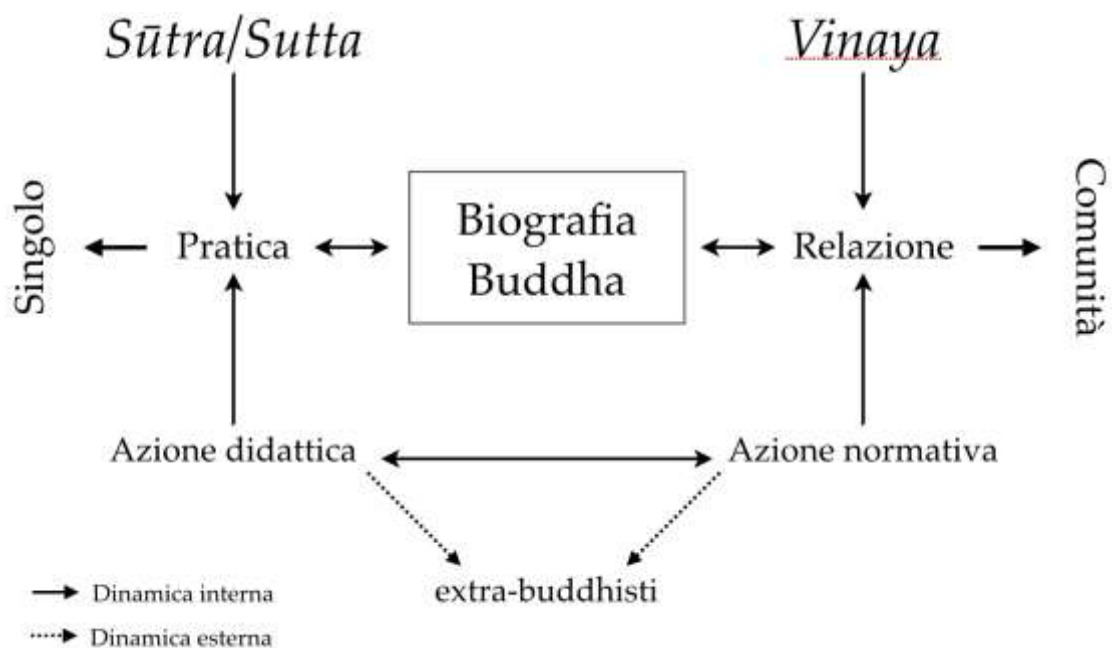 Sūtra/Sutta
Vinaya
Singolo
Pratica
Biografia
Buddha
Relazione
Comunità
Azione didattica
Azione normativa
extra-buddhisti
Dinamica interna
Dinamica esterna